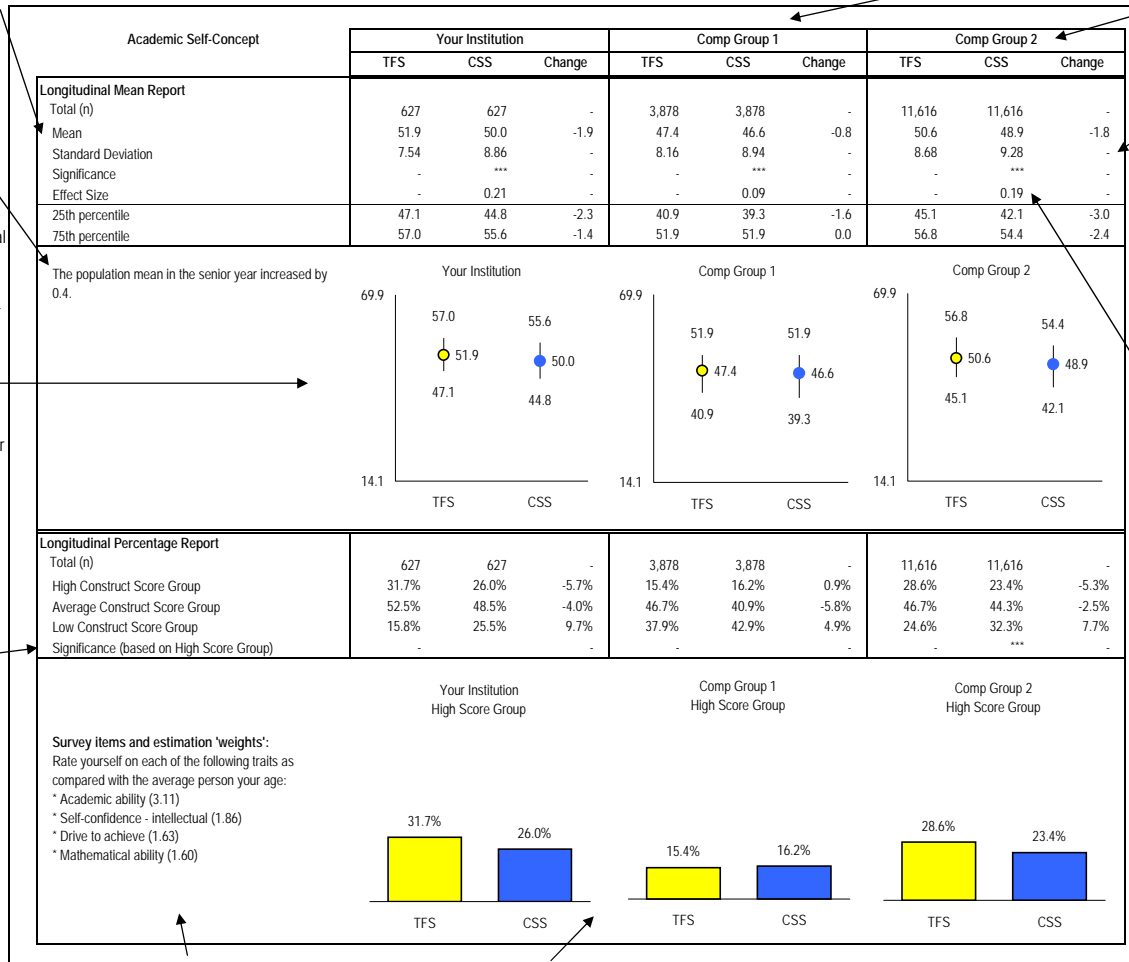 Academic Self-Concept Your Institution Comp Group 1 Comp Group 2
TFS CSS Change TFS CSS Change TFS CSS Change
Longitudinal Mean Report
Total (n) 627 627 - 3,878 3,878 - 11,616 11,616 -
Mean 51.9 50.0 -1.9 47.4 46.6 -0.8 50.6 48.9 -1.8
Standard Deviation 7.54 8.86 - 8.16 8.94 - 8.68 9.28 -
Significance - *** - - *** - - *** -
Effect Size - 0.21 - - 0.09 - - 0.19 -
25th percentile 47.1 44.8 -2.3 40.9 39.3 -1.6 45.1 42.1 -3.0
75th percentile 57.0 55.6 -1.4 51.9 51.9 0.0 56.8 54.4 -2.4
The population mean in the senior year increased by
0.4.
Your Institution
69.9
57.0 55.6
51.9 50.0
47.1 44.8
14.1
TFS CSS
Comp Group 1
69.9
51.9 51.9
47.4 46.6
40.9 39.3
14.1
TFS CSS
Comp Group 2
69.9
56.8 54.4
50.6 48.9
45.1 42.1
14.1
TFS CSS
Longitudinal Percentage Report
Total (n) 627 627 - 3,878 3,878 - 11,616 11,616 -
High Construct Score Group 31.7% 26.0% -5.7% 15.4% 16.2% 0.9% 28.6% 23.4% -5.3%
Average Construct Score Group 52.5% 48.5% -4.0% 46.7% 40.9% -5.8% 46.7% 44.3% -2.5%
Low Construct Score Group 15.8% 25.5% 9.7% 37.9% 42.9% 4.9% 24.6% 32.3% 7.7%
Significance (based on High Score Group) - - - - - *** -
Survey items and estimation 'weights':
Rate yourself on each of the following traits as
compared with the average person your age:
* Academic ability (3.11)
* Self-confidence - intellectual (1.86)
* Drive to achieve (1.63)
* Mathematical ability (1.60)
Your Institution
High Score Group
31.7% 26.0%
TFS CSS
Comp Group 1
High Score Group
15.4% 16.2%
TFS CSS
Comp Group 2
High Score Group
28.6% 23.4%
TFS CSS